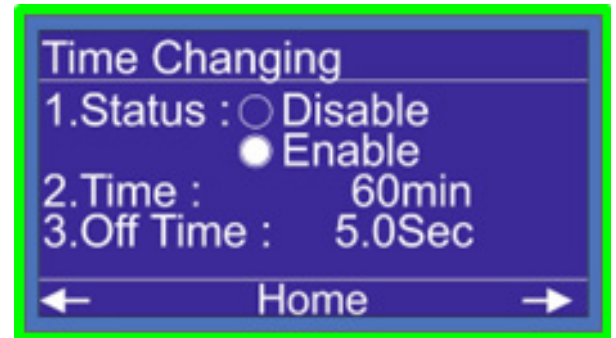 Time Changing
1.Status : Disable
Enable
2.Time : 60min
3.Off Time : 5.0Sec
Home